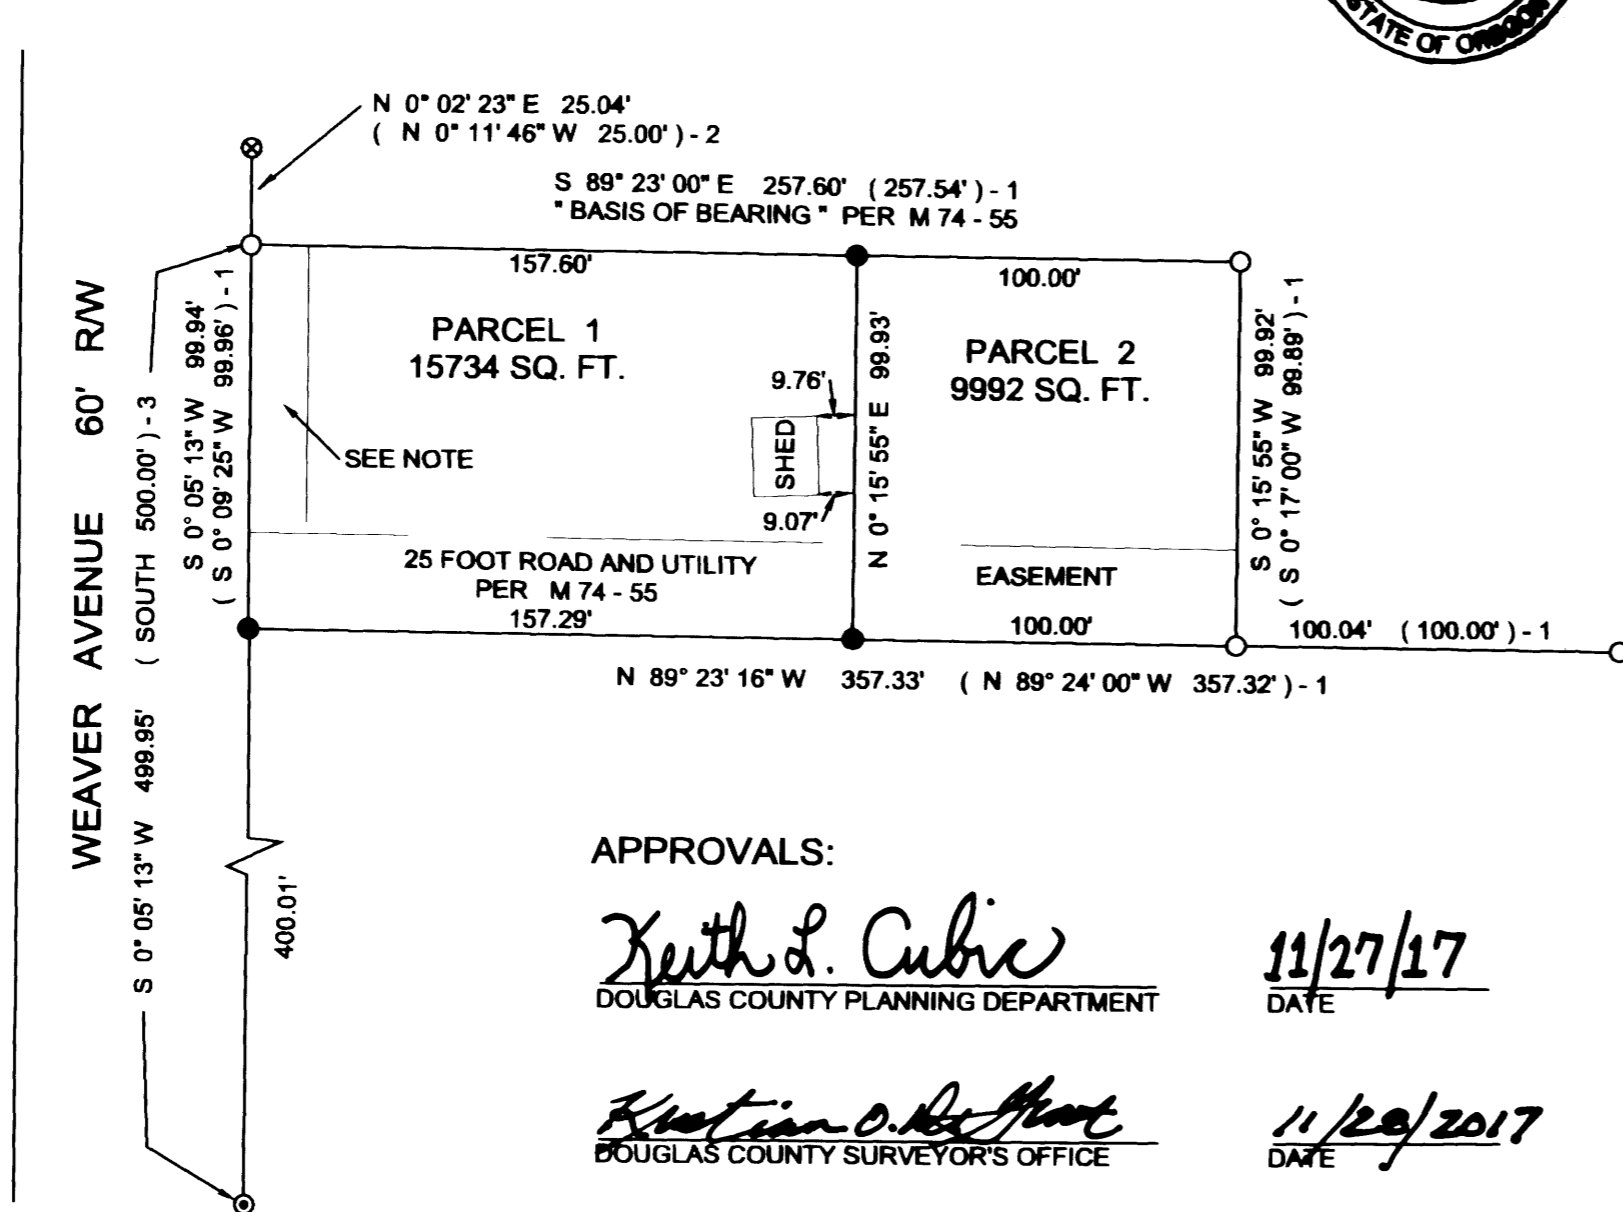 STATE OF OREGON
N 0° 02' 23" E 25.04'
( N 0° 11' 46" W 25.00' ) - 2
S 89° 23' 00" E 257.60' ( 257.54' ) - 1
" BASIS OF BEARING " PER M 74 - 55
157.60'
100.00'
WEAVER AVENUE 60' R/W
S 0° 05' 13" W 499.95' ( SOUTH 500.00' ) - 3
S 0° 05' 13" W 99.94'
( S 0° 09' 25" W 99.96' ) - 1
PARCEL 1
15734 SQ. FT.
SEE NOTE
9.76'
SHED
9.07'
N 0° 15' 55" E 99.93'
PARCEL 2
9992 SQ. FT.
S 0° 15' 55" W 99.92'
( S 0° 17' 00" W 99.89' ) - 1
25 FOOT ROAD AND UTILITY
PER M 74 - 55
EASEMENT
157.29'
100.00'
100.04' ( 100.00' ) - 1
N 89° 23' 16" W 357.33' ( N 89° 24' 00" W 357.32' ) - 1
400.01'
APPROVALS:
Keith L. Cubic
11/27/17
DOUGLAS COUNTY PLANNING DEPARTMENT
DATE
Kristian O. DeGroot
11/28/2017
DOUGLAS COUNTY SURVEYOR'S OFFICE
DATE